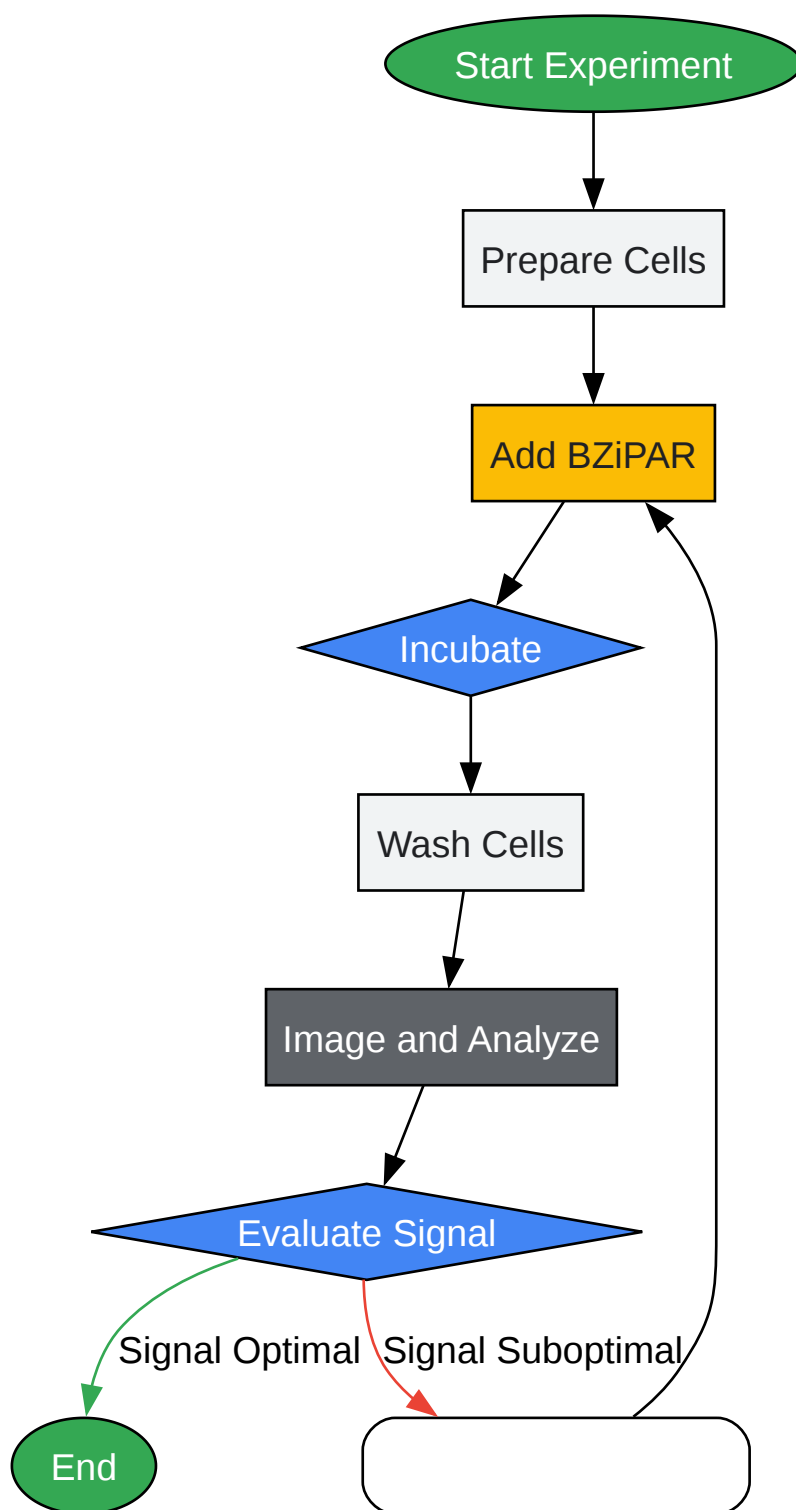 Start Experiment
Prepare Cells
Add BZiPAR
Incubate
Wash Cells
Image and Analyze
Evaluate Signal
Signal Optimal
Signal Suboptimal
End